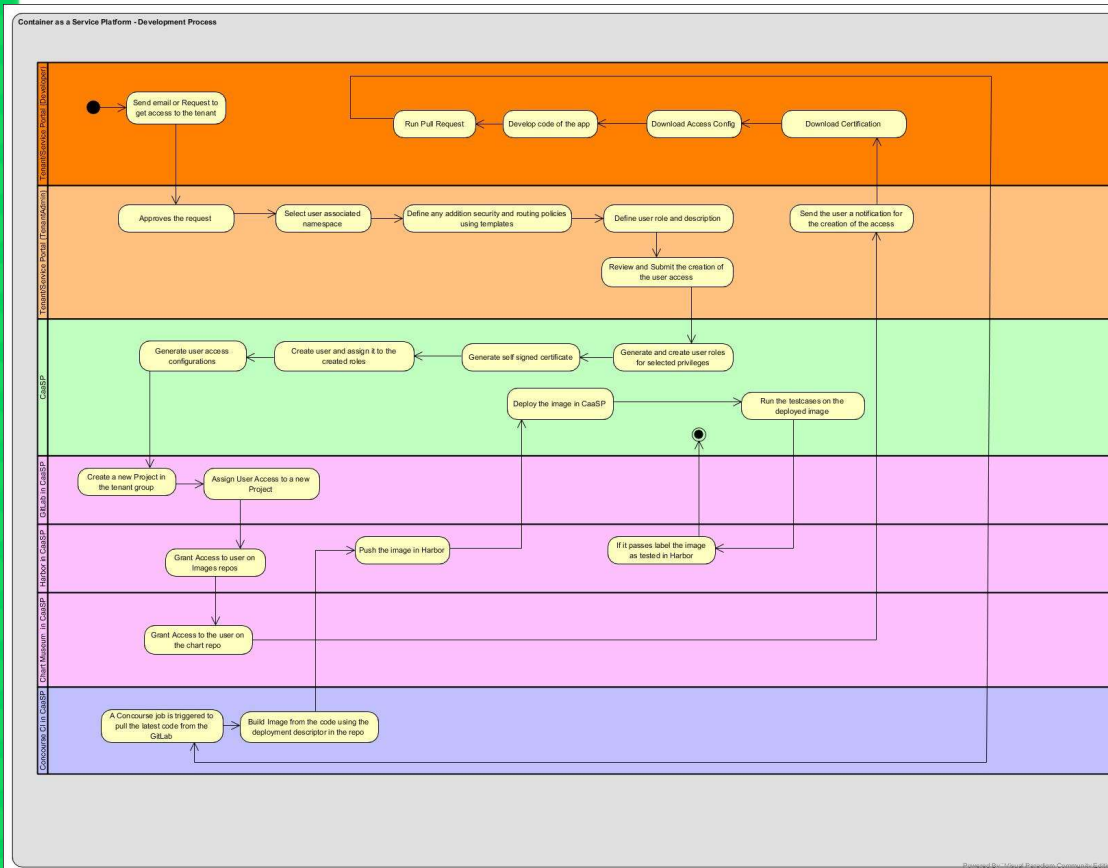 Container as a Service Platform - Development Process
Tenant/Service Portal (Developer)
Send email or Request to
get access to the tenant
Run Pull Request
Develop code of the app
Download Access Config
Download Certification
Tenant/Service Portal (TenantAdmin)
Approves the request
Select user associated
namespace
Define any addition security and routing policies
using templates
Define user role and description
Send the user a notification for
the creation of the access
Review and Submit the creation of
the user access
CaaSP
Generate user access
configurations
Create user and assign it to the
created roles
Generate self signed certificate
Generate and create user roles
for selected privileges
Deploy the image in CaaSP
Run the testcases on the
deployed image
GitLab in CaaSP
Create a new Project in
the tenant group
Assign User Access to a new
Project
Harbor in CaaSP
Grant Access to user on
Images repos
Push the image in Harbor
If it passes label the image
as tested in Harbor
Chart Museum in CaaSP
Grant Access to the user on
the chart repo
Concourse CI in CaaSP
A Concourse job is triggered to
pull the latest code from the
GitLab
Build Image from the code using the
deployment descriptor in the repo
Powered By Visual Paradigm Community Editi